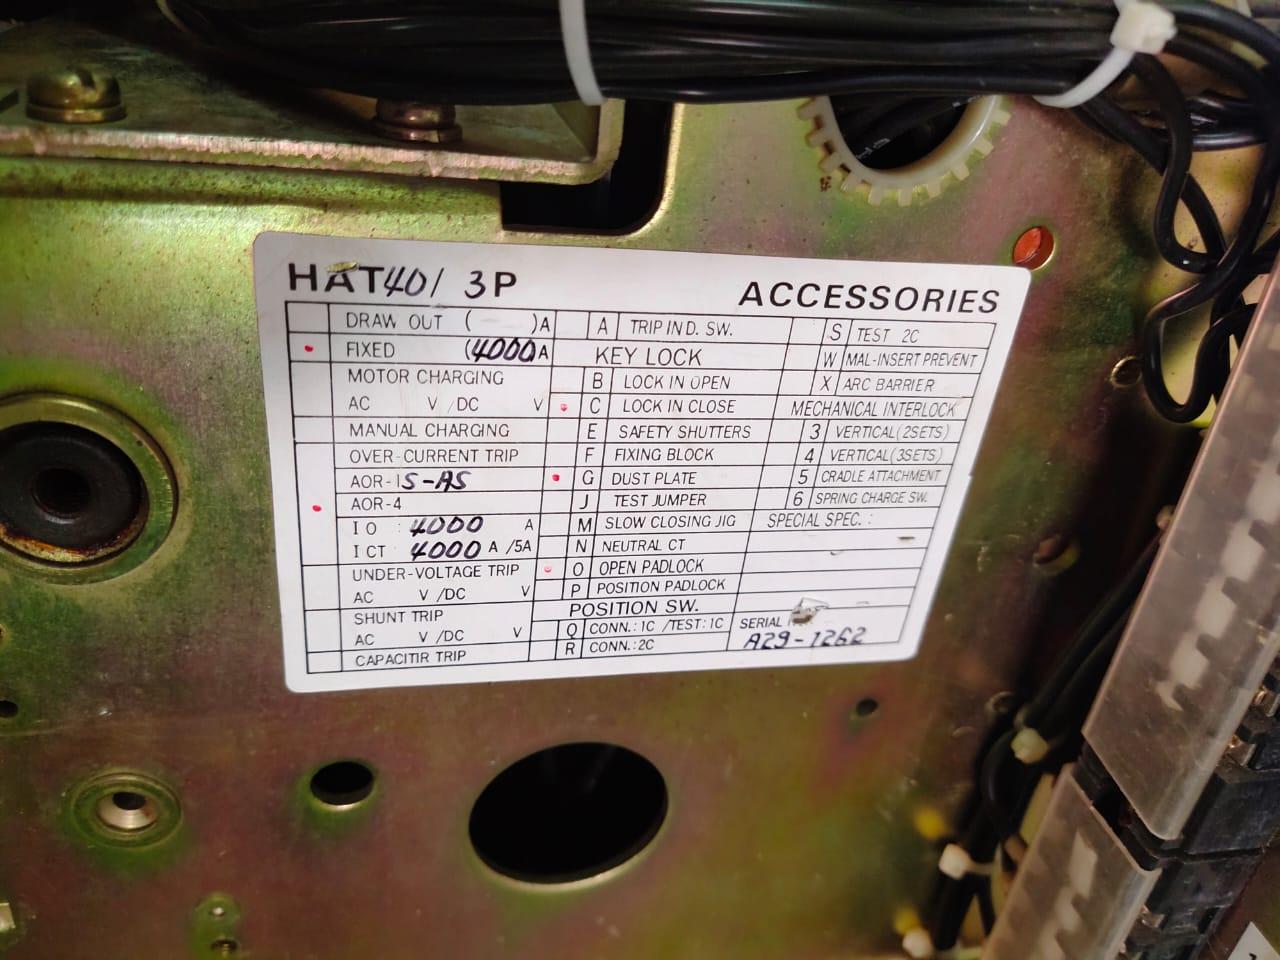 HAT401 3P
ACCESSORIES
DRAW OUT ( )A
FIXED (4000A
MOTOR CHARGING
AC V /DC V
MANUAL CHARGING
OVER-CURRENT TRIP
AOR-1S-AS
AOR-4
IO : 4000 A
ICT : 4000 A /5A
UNDER-VOLTAGE TRIP
AC V /DC V
SHUNT TRIP
AC V /DC V
CAPACITIR TRIP
A TRIP IND. SW.
KEY LOCK
B LOCK IN OPEN
C LOCK IN CLOSE
E SAFETY SHUTTERS
F FIXING BLOCK
G DUST PLATE
J TEST JUMPER
M SLOW CLOSING JIG
N NEUTRAL CT
O OPEN PADLOCK
P POSITION PADLOCK
POSITION SW.
Q CONN.:1C /TEST:1C
R CONN.:2C
S TEST 2C
W MAL-INSERT PREVENT
X ARC BARRIER
MECHANICAL INTERLOCK
3 VERTICAL(2SETS)
4 VERTICAL(3SETS)
5 CRADLE ATTACHMENT
6 SPRING CHARGE SW.
SPECIAL SPEC.:
SERIAL
A29-1262